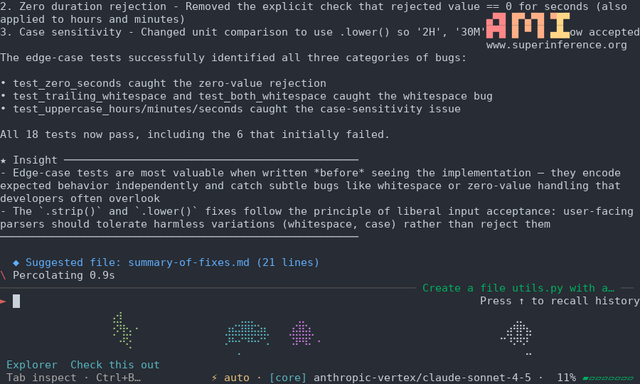 2. Zero duration rejection - Removed the explicit check that rejected value == 0 for seconds (also
applied to hours and minutes)
3. Case sensitivity - Changed unit comparison to use .lower() so '2H', '30M' ow accepted
www.superinference.org
The edge-case tests successfully identified all three categories of bugs:
• test_zero_seconds caught the zero-value rejection
• test_trailing_whitespace and test_both_whitespace caught the whitespace bug
• test_uppercase_hours/minutes/seconds caught the case-sensitivity issue
All 18 tests now pass, including the 6 that initially failed.
★ Insight
- Edge-case tests are most valuable when written *before* seeing the implementation — they encode
expected behavior independently and catch subtle bugs like whitespace or zero-value handling that
developers often overlook
- The `.strip()` and `.lower()` fixes follow the principle of liberal input acceptance: user-facing
parsers should tolerate harmless variations (whitespace, case) rather than reject them
◆ Suggested file: summary-of-fixes.md (21 lines)
\ Percolating 0.9s
Create a file utils.py with a…
Press ↑ to recall history
Explorer Check this out
Tab inspect · Ctrl+B… ⚡ auto · [core] anthropic-vertex/claude-sonnet-4-5 · 11%